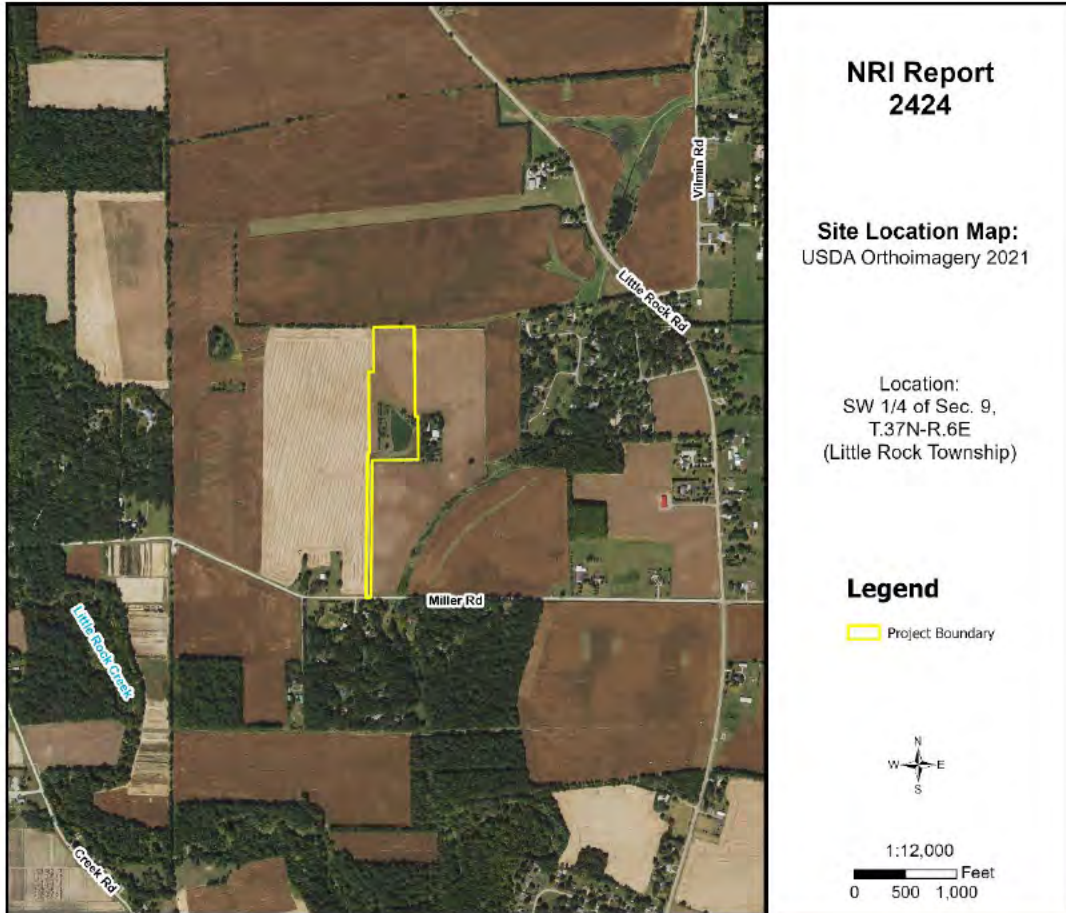 NRI Report
2424
Site Location Map:
USDA Orthoimagery 2021
Location:
SW 1/4 of Sec. 9,
T.37N-R.6E
(Little Rock Township)
Legend
Project Boundary
N
W E
S
1:12,000
Feet
0 500 1,000
Vilmin Rd
Little Rock Rd
Miller Rd
Little Rock Creek
Creek Rd